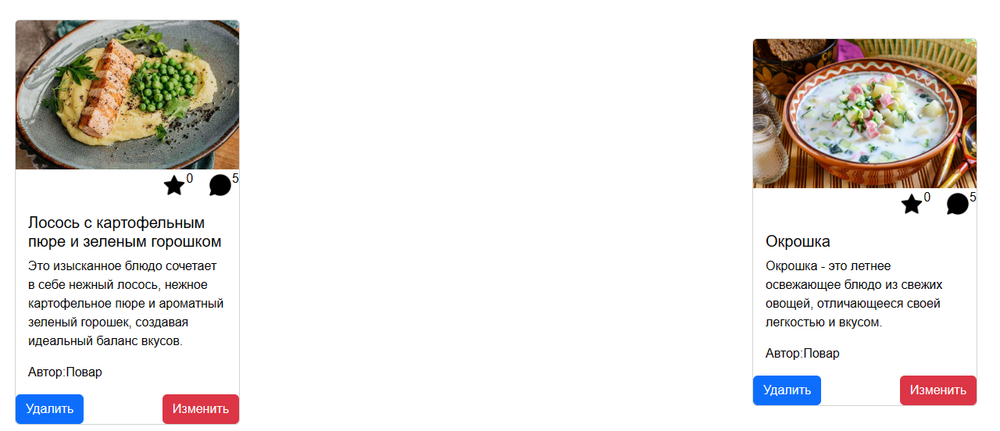 0 5
Лосось с картофельным
пюре и зеленым горошком
Это изысканное блюдо сочетает
в себе нежный лосось, нежное
картофельное пюре и ароматный
зеленый горошек, создавая
идеальный баланс вкусов.
Автор:Повар
Удалить Изменить
0 5
Окрошка
Окрошка - это летнее
освежающее блюдо из свежих
овощей, отличающееся своей
легкостью и вкусом.
Автор:Повар
Удалить Изменить